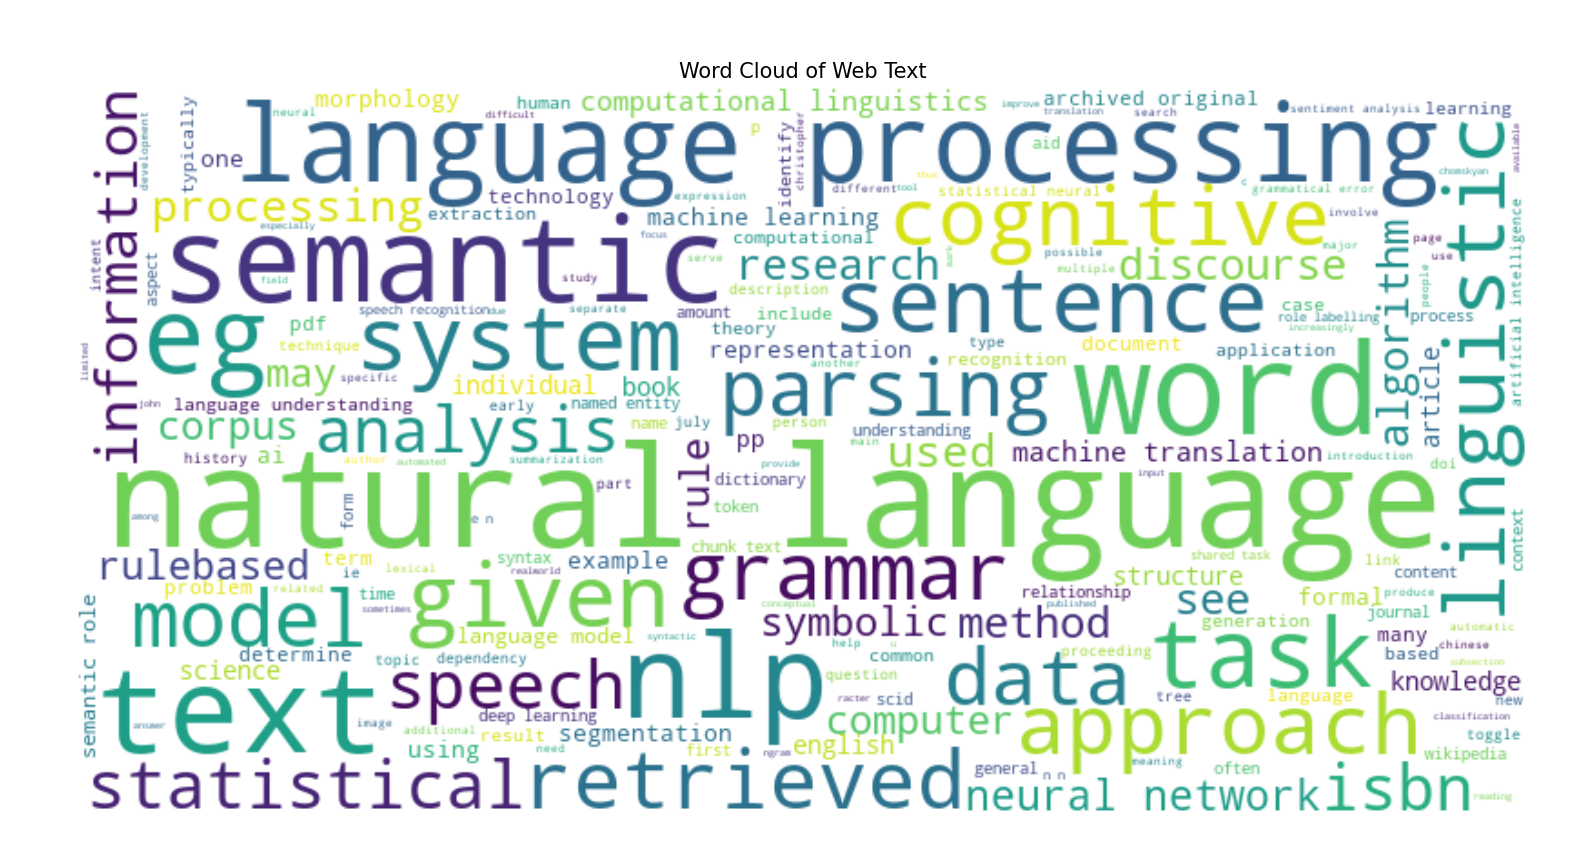 Word Cloud of Web Text
morphology
human
computational linguistics
improve
archived original
sentiment analysis
learning
neural
difficult
translation
search
information
development
typically
one
language processing
p
identify
christopher
aid
linguistic
available
chomskyan
technology
expression
different
tool
thus
statistical neural
c
grammatical error
processing
extraction
machine learning
cognitive
involve
artificial intelligence
especially
semantic
focus
computational
possible
major
page
use
algorithm
intent
aspect
field
study
serve
research
mark
multiple
discourse
people
description
sentence
eg
pdf
speech recognition
due
separate
amount
include
case
role labelling
process
system
theory
increasingly
technique
type
document
limited
representation
recognition
application
another
may
specific
individual
book
parsing
word
article
john
language understanding
early
named entity
corpus
analysis
name
july
person
understanding
rule
pp
main
used
machine translation
introduction
doi
history
ai
author
automated
summarization
provide
natural language
part
dictionary
input
form
token
among
e n
context
chunk text
shared task
link
rulebased
term
ie
syntax
example
grammar
structure
content
lexical
realworld
problem
related
time
given
relationship
see
formal
produce
model
sometimes
conceptual
published
journal
semantic role
symbolic
method
generation
automatic
language model
syntactic
help
u
many
chinese
determine
topic
dependency
nlp
common
proceeding
task
based
subsection
science
question
data
knowledge
text
speech
racter
scid
tree
language
new
deep learning
computer
approach
classification
answer
image
additional
result
segmentation
toggle
using
need
first
ngram
english
meaning
often
wikipedia
statistical
retrieved
general
n n
neural network
isbn
reading